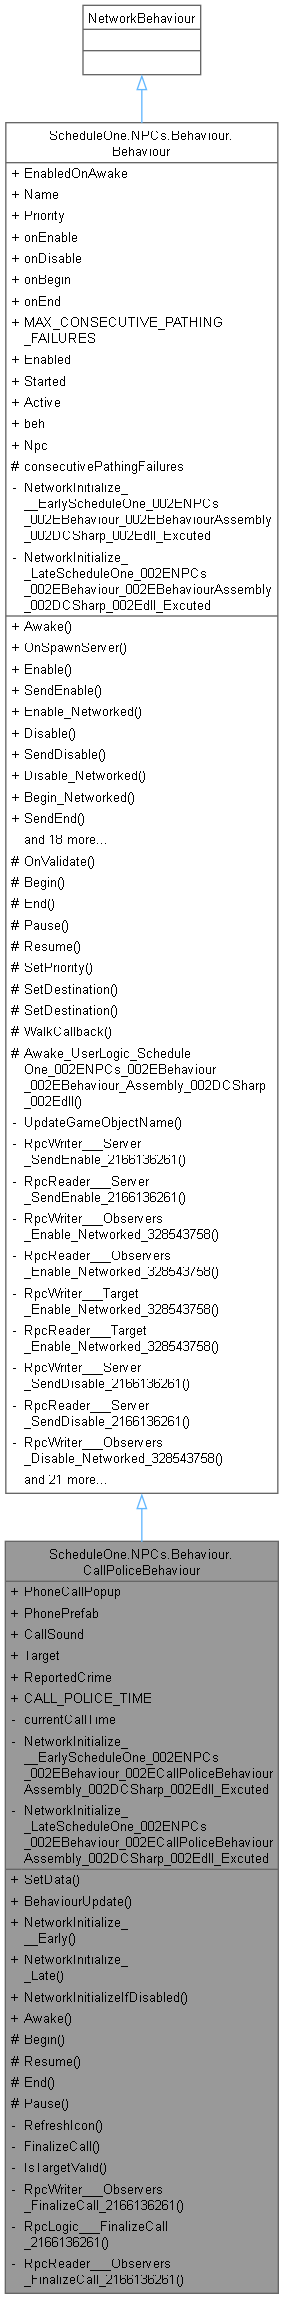 NetworkBehaviour
ScheduleOne.NPCs.Behaviour.
Behaviour
+ EnabledOnAwake
+ Name
+ Priority
+ onEnable
+ onDisable
+ onBegin
+ onEnd
+ MAX_CONSECUTIVE_PATHING
_FAILURES
+ Enabled
+ Started
+ Active
+ beh
+ Npc
# consecutivePathingFailures
- NetworkInitialize_
__EarlyScheduleOne_002ENPCs
_002EBehaviour_002EBehaviourAssembly
_002DCSharp_002Edll_Excuted
- NetworkInitialize_
_LateScheduleOne_002ENPCs
_002EBehaviour_002EBehaviourAssembly
_002DCSharp_002Edll_Excuted
+ Awake()
+ OnSpawnServer()
+ Enable()
+ SendEnable()
+ Enable_Networked()
+ Disable()
+ SendDisable()
+ Disable_Networked()
+ Begin_Networked()
+ SendEnd()
and 18 more...
# OnValidate()
# Begin()
# End()
# Pause()
# Resume()
# SetPriority()
# SetDestination()
# SetDestination()
# WalkCallback()
# Awake_UserLogic_Schedule
One_002ENPCs_002EBehaviour
_002EBehaviour_Assembly_002DCSharp
_002Edll()
- UpdateGameObjectName()
- RpcWriter___Server
_SendEnable_2166136261()
- RpcReader___Server
_SendEnable_2166136261()
- RpcWriter___Observers
_Enable_Networked_328543758()
- RpcReader___Observers
_Enable_Networked_328543758()
- RpcWriter___Target
_Enable_Networked_328543758()
- RpcReader___Target
_Enable_Networked_328543758()
- RpcWriter___Server
_SendDisable_2166136261()
- RpcReader___Server
_SendDisable_2166136261()
- RpcWriter___Observers
_Disable_Networked_328543758()
and 21 more...
ScheduleOne.NPCs.Behaviour.
CallPoliceBehaviour
+ PhoneCallPopup
+ PhonePrefab
+ CallSound
+ Target
+ ReportedCrime
+ CALL_POLICE_TIME
- currentCallTime
- NetworkInitialize_
__EarlyScheduleOne_002ENPCs
_002EBehaviour_002ECallPoliceBehaviour
Assembly_002DCSharp_002Edll_Excuted
- NetworkInitialize_
_LateScheduleOne_002ENPCs
_002EBehaviour_002ECallPoliceBehaviour
Assembly_002DCSharp_002Edll_Excuted
+ SetData()
+ BehaviourUpdate()
+ NetworkInitialize_
__Early()
+ NetworkInitialize_
_Late()
+ NetworkInitializeIfDisabled()
+ Awake()
# Begin()
# Resume()
# End()
# Pause()
- RefreshIcon()
- FinalizeCall()
- IsTargetValid()
- RpcWriter___Observers
_FinalizeCall_2166136261()
- RpcLogic___FinalizeCall
_2166136261()
- RpcReader___Observers
_FinalizeCall_2166136261()